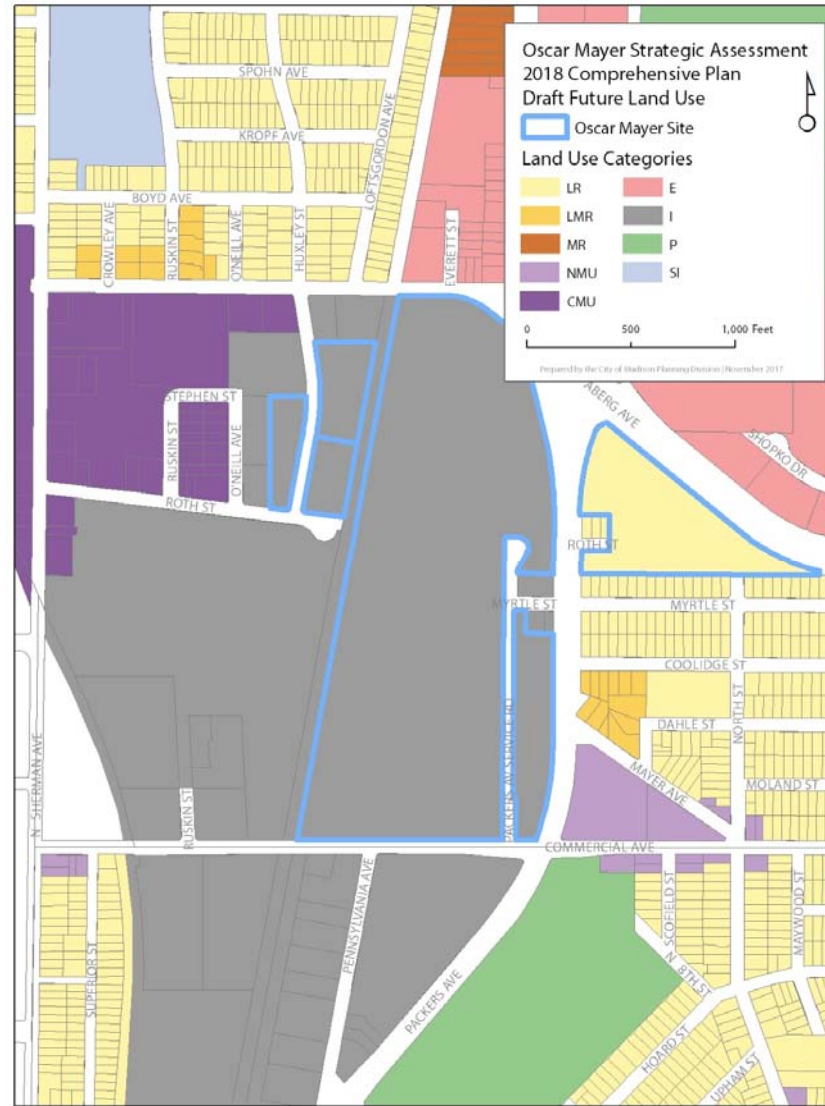 Oscar Mayer Strategic Assessment
2018 Comprehensive Plan
Draft Future Land Use
Oscar Mayer Site
Land Use Categories
LR
E
LMR
I
MR
P
NMU
SI
CMU
0
500
1,000 Feet
Prepared by the City of Madison Planning Division | November 2017
SPOHN AVE
KROPF AVE
LOFTSGORDON AVE
BOYD AVE
CROWLEY AVE
RUSKIN ST
O'NEILL AVE
HUXLEY ST
EVERETT ST
STEPHEN ST
RUSKIN ST
O'NEILL AVE
ROTH ST
ABERG AVE
SHOPKO DR
ROTH ST
MYRTLE ST
MYRTLE ST
COOLIDGE ST
NORTH ST
DAHLE ST
MAYER AVE
MOLAND ST
N SHERMAN AVE
RUSKIN ST
PACKERS AV SERVICE RD
COMMERCIAL AVE
SUPERIOR ST
PENNSYLVANIA AVE
PACKERS AVE
SCOFIELD ST
MAYWOOD ST
N 8TH ST
HOARD ST
UPHAM ST